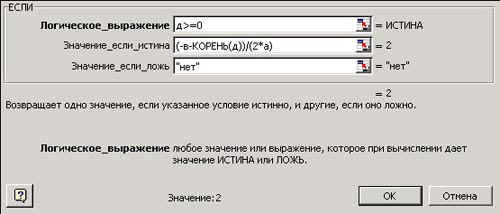 ЕСЛИ
Логическое_выражение д>=0 = ИСТИНА
Значение_если_истина (-в-КОРЕНЬ(д))/(2*а) = 2
Значение_если_ложь "нет" = "нет"
= 2
Возвращает одно значение, если указанное условие истинно, и другие, если оно ложно.
Логическое_выражение любое значение или выражение, которое при вычислении дает
значение ИСТИНА или ЛОЖЬ.
? Значение:2 ОК Отмена